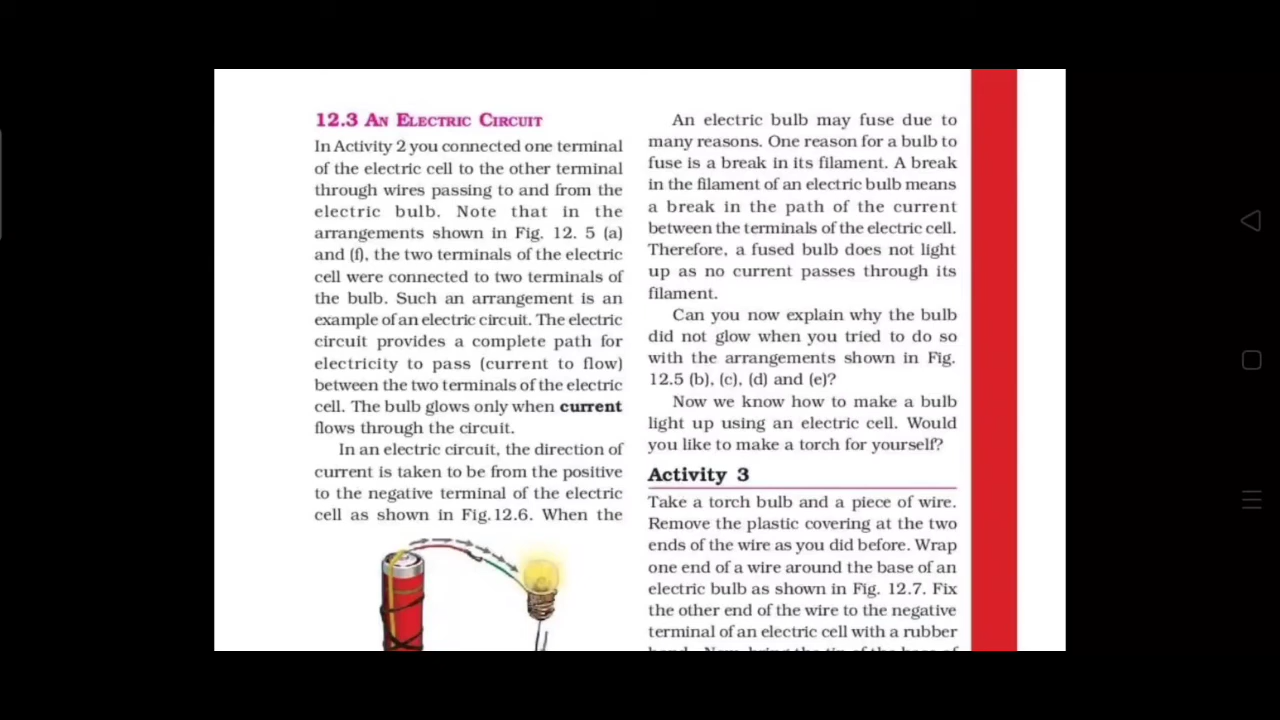 12.3 AN ELECTRIC CIRCUIT
In Activity 2 you connected one terminal
of the electric cell to the other terminal
through wires passing to and from the
electric bulb. Note that in the
arrangements shown in Fig. 12. 5 (a)
and (f), the two terminals of the electric
cell were connected to two terminals of
the bulb. Such an arrangement is an
example of an electric circuit. The electric
circuit provides a complete path for
electricity to pass (current to flow)
between the two terminals of the electric
cell. The bulb glows only when current
flows through the circuit.
In an electric circuit, the direction of
current is taken to be from the positive
to the negative terminal of the electric
cell as shown in Fig.12.6. When the
An electric bulb may fuse due to
many reasons. One reason for a bulb to
fuse is a break in its filament. A break
in the filament of an electric bulb means
a break in the path of the current
between the terminals of the electric cell.
Therefore, a fused bulb does not light
up as no current passes through its
filament.
Can you now explain why the bulb
did not glow when you tried to do so
with the arrangements shown in Fig.
12.5 (b), (c), (d) and (e)?
Now we know how to make a bulb
light up using an electric cell. Would
you like to make a torch for yourself?
Activity 3
Take a torch bulb and a piece of wire.
Remove the plastic covering at the two
ends of the wire as you did before. Wrap
one end of a wire around the base of an
electric bulb as shown in Fig. 12.7. Fix
the other end of the wire to the negative
terminal of an electric cell with a rubber